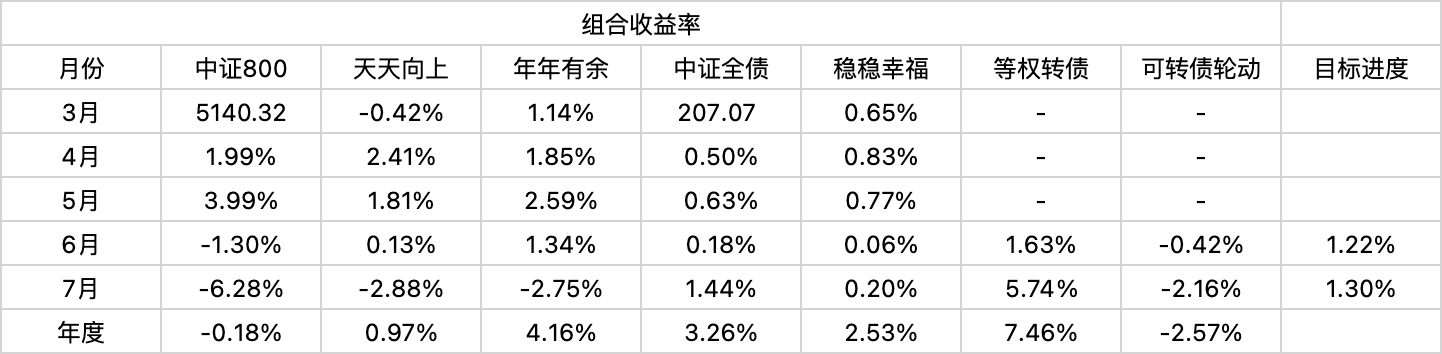 组合收益率
月份 中证800 天天向上 年年有余 中证全债 稳稳幸福 等权转债 可转债轮动 目标进度
3月 5140.32 -0.42% 1.14% 207.07 0.65% - -
4月 1.99% 2.41% 1.85% 0.50% 0.83% - -
5月 3.99% 1.81% 2.59% 0.63% 0.77% - -
6月 -1.30% 0.13% 1.34% 0.18% 0.06% 1.63% -0.42% 1.22%
7月 -6.28% -2.88% -2.75% 1.44% 0.20% 5.74% -2.16% 1.30%
年度 -0.18% 0.97% 4.16% 3.26% 2.53% 7.46% -2.57%